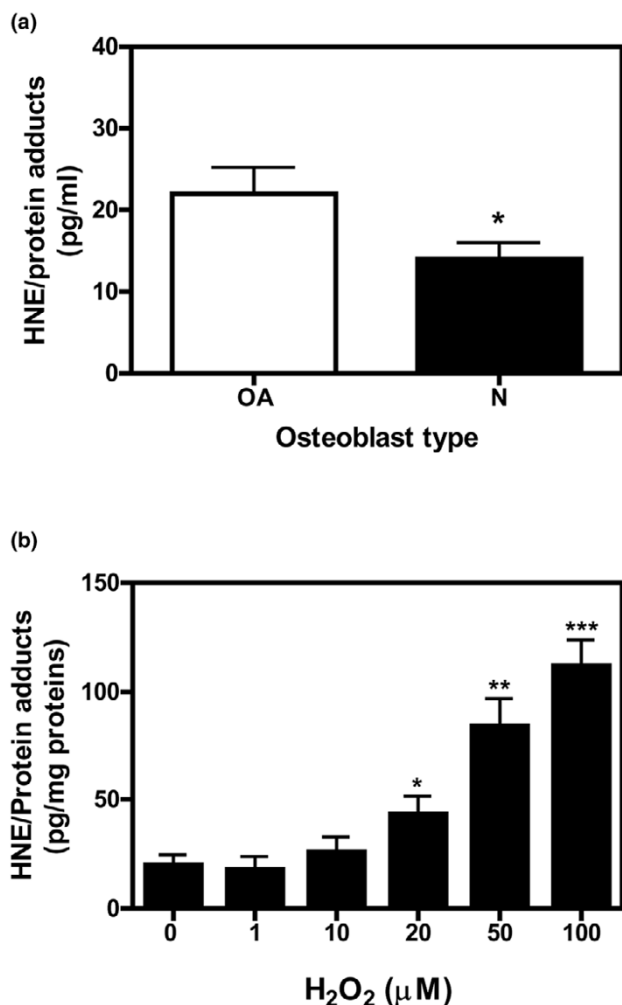 (a)
HNE/protein adducts
(pg/ml)
40
30
20
10
0
*
OA
N
Osteoblast type
(b)
HNE/Protein adducts
(pg/mg proteins)
150
100
50
0
*
**
***
0
1
10
20
50
100
H₂O₂ (μM)